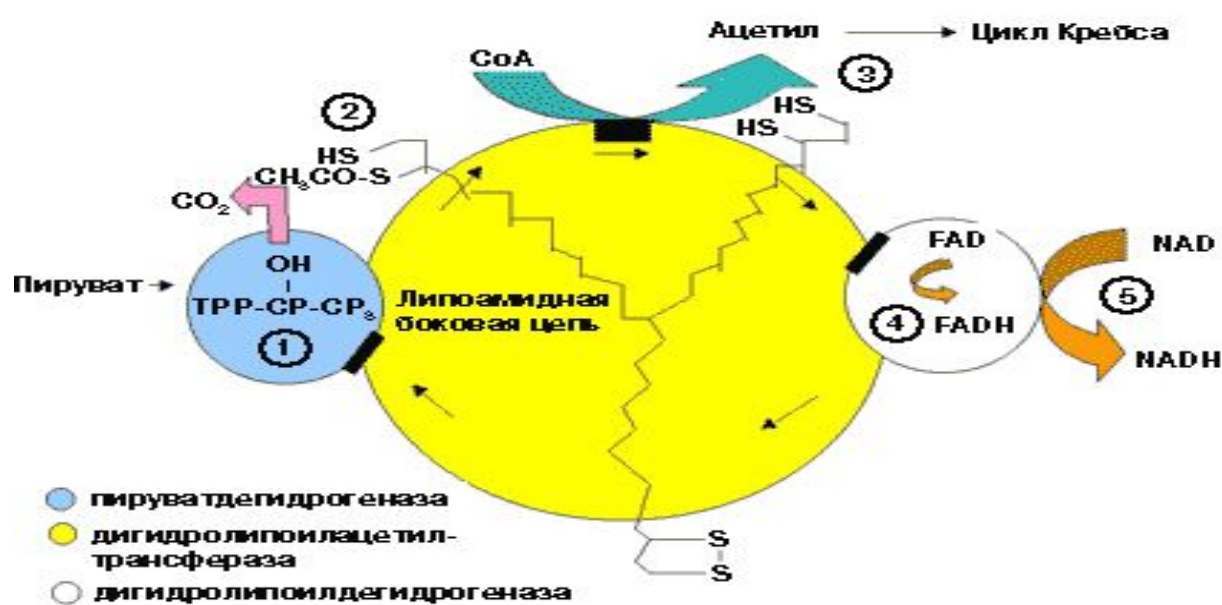 Ацетил → Цикл Кребса
CoA
3
2
HS
HS
HS
CH₃CO-S
CO₂
OH
Пируват →
TPP-CP-CP₃
1
Липоамидная
боковая цепь
FAD
NAD
4
FADH
5
NADH
S
S
пируватдегидрогеназа
дигидролипоилацетил-
трансфераза
дигидролипоилдегидрогеназа